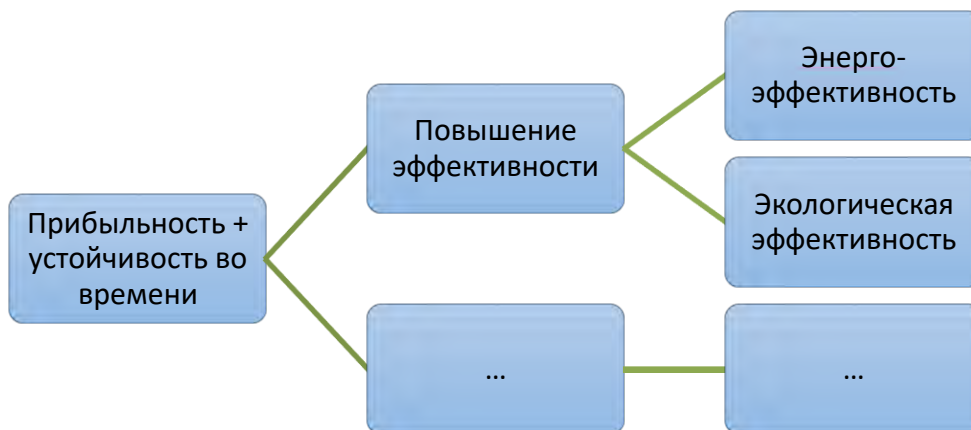 Прибыльность +
устойчивость во
времени
Повышение
эффективности
Энерго-
эффективность
Экологическая
эффективность
...
...